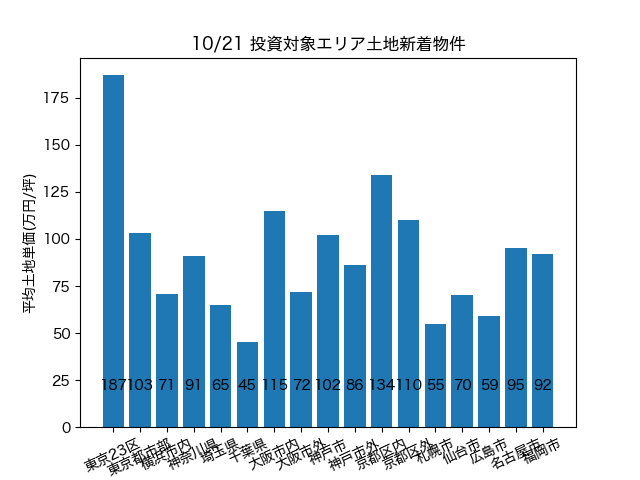 10/21 投資対象エリア土地新着物件
平均土地単価(万円/坪)
175
150
125
100
75
50
25
0
187 103 71 91 65 45 115 72 102 86 134 110 55 70 59 95 92
東京23区
東京都市部
横浜市内
神奈川県
埼玉県
千葉県
大阪市内
大阪市外
神戸市
神戸市外
京都区内
京都区外
札幌市
仙台市
広島市
名古屋市
福岡市